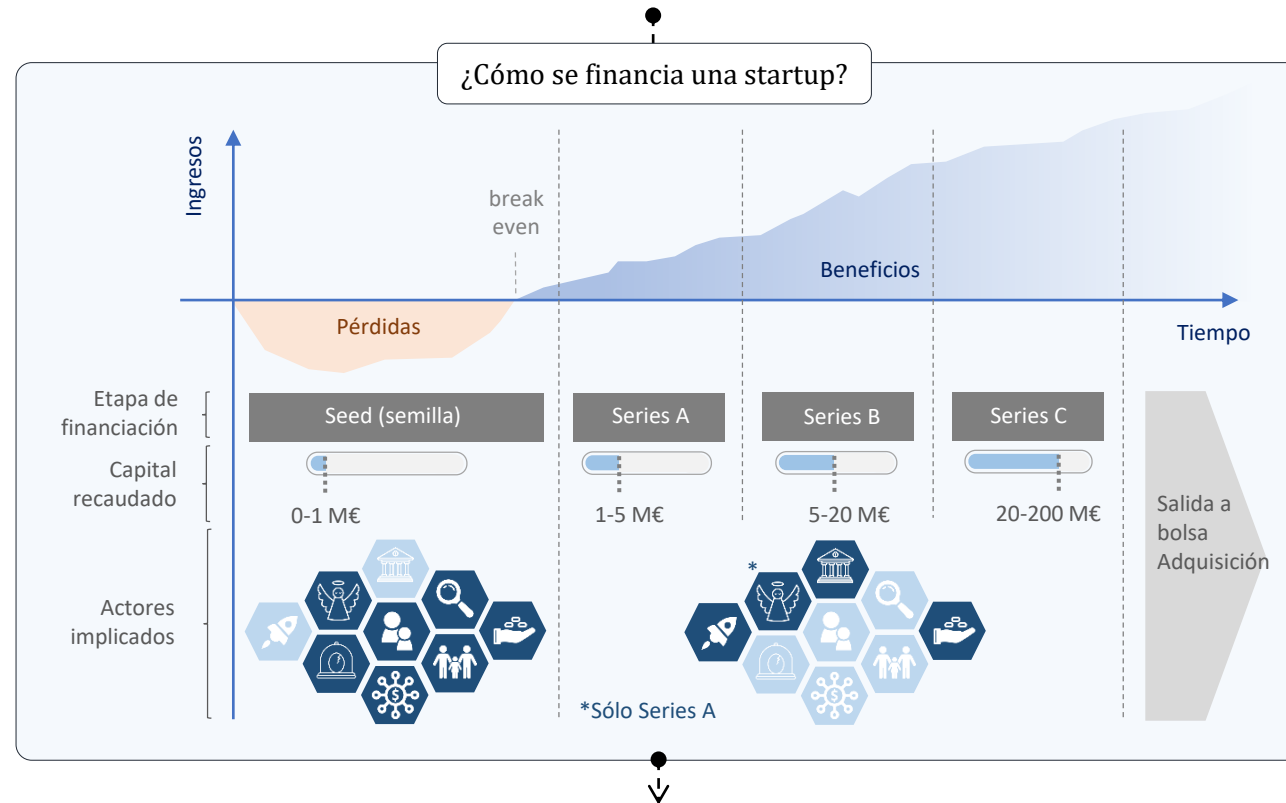 ¿Cómo se financia una startup?
Ingresos
break
even
Beneficios
Pérdidas
Tiempo
Etapa de
financiación
Seed (semilla)
Series A
Series B
Series C
Capital
recaudado
0-1 M€
1-5 M€
5-20 M€
20-200 M€
Salida a
bolsa
Adquisición
Actores
implicados
*
$
$
*Sólo Series A